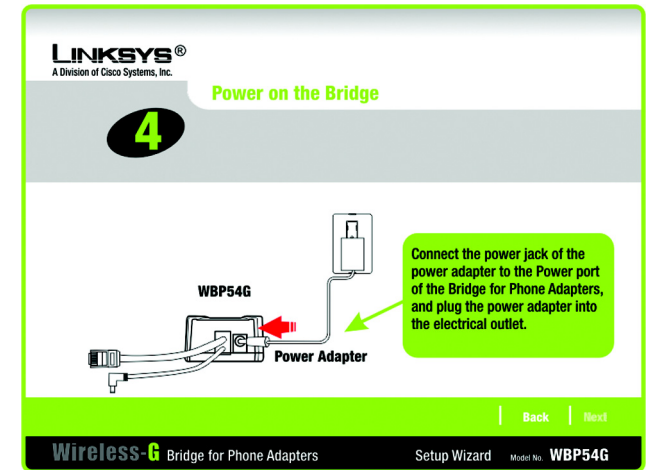 LINKSYS®
A Division of Cisco Systems, Inc.
Power on the Bridge
4
Connect the power jack of the
power adapter to the Power port
of the Bridge for Phone Adapters,
and plug the power adapter into
the electrical outlet.
WBP54G
Power Adapter
Back
Next
Wireless-G Bridge for Phone Adapters
Setup Wizard
Model No. WBP54G